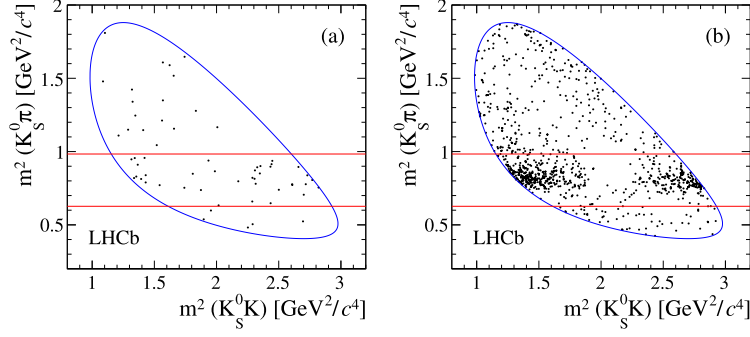 2
1.5
1
0.5
m² (K⁰_S π) [GeV²/c⁴]
(a)
LHCb
1 1.5 2 2.5 3
m² (K⁰_S K) [GeV²/c⁴]
2
1.5
1
0.5
m² (K⁰_S π) [GeV²/c⁴]
(b)
LHCb
1 1.5 2 2.5 3
m² (K⁰_S K) [GeV²/c⁴]